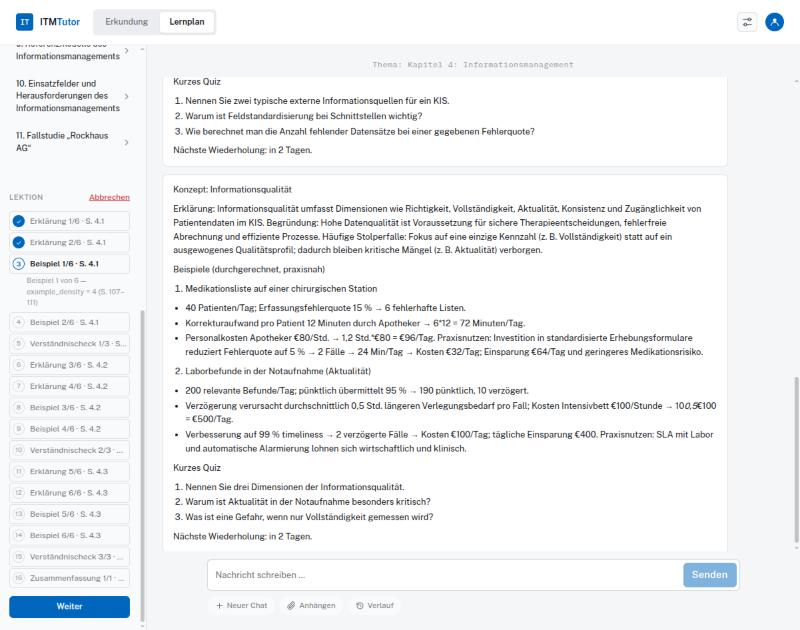 IT ITMTutor Erkundung Lernplan
Informationsmanagements
10. Einsatzfelder und
Herausforderungen des
Informationsmanagements
11. Fallstudie „Rockhaus
AG“
LEKTION Abbrechen
Erklärung 1/6 · S. 4.1
Erklärung 2/6 · S. 4.1
3 Beispiel 1/6 · S. 4.1
Beispiel 1 von 6 —
example_density = 4 (S. 107–
111)
4 Beispiel 2/6 · S. 4.1
5 Verständnischeck 1/3 · S...
6 Erklärung 3/6 · S. 4.2
7 Erklärung 4/6 · S. 4.2
8 Beispiel 3/6 · S. 4.2
9 Beispiel 4/6 · S. 4.2
10 Verständnischeck 2/3 · ...
11 Erklärung 5/6 · S. 4.3
12 Erklärung 6/6 · S. 4.3
13 Beispiel 5/6 · S. 4.3
14 Beispiel 6/6 · S. 4.3
15 Verständnischeck 3/3 · ...
16 Zusammenfassung 1/1 · ...
Weiter
Thema: Kapitel 4: Informationsmanagement
Kurzes Quiz
1. Nennen Sie zwei typische externe Informationsquellen für ein KIS.
2. Warum ist Feldstandardisierung bei Schnittstellen wichtig?
3. Wie berechnet man die Anzahl fehlender Datensätze bei einer gegebenen Fehlerquote?
Nächste Wiederholung: in 2 Tagen.
Konzept: Informationsqualität
Erklärung: Informationsqualität umfasst Dimensionen wie Richtigkeit, Vollständigkeit, Aktualität, Konsistenz und Zugänglichkeit von
Patientendaten im KIS. Begründung: Hohe Datenqualität ist Voraussetzung für sichere Therapieentscheidungen, fehlerfreie
Abrechnung und effiziente Prozesse. Häufige Stolperfalle: Fokus auf eine einzige Kennzahl (z. B. Vollständigkeit) statt auf ein
ausgewogenes Qualitätsprofil; dadurch bleiben kritische Mängel (z. B. Aktualität) verborgen.
Beispiele (durchgerechnet, praxisnah)
1. Medikationsliste auf einer chirurgischen Station
• 40 Patienten/Tag; Erfassungsfehlerquote 15 % → 6 fehlerhafte Listen.
• Korrekturaufwand pro Patient 12 Minuten durch Apotheker → 6*12 = 72 Minuten/Tag.
• Personalkosten Apotheker €80/Std. → 1,2 Std.*€80 = €96/Tag. Praxisnutzen: Investition in standardisierte Erhebungsformulare
reduziert Fehlerquote auf 5 % → 2 Fälle → 24 Min/Tag → Kosten €32/Tag; Einsparung €64/Tag und geringeres Medikationsrisiko.
2. Laborbefunde in der Notaufnahme (Aktualität)
• 200 relevante Befunde/Tag; pünktlich übermittelt 95 % → 190 pünktlich, 10 verzögert.
• Verzögerung verursacht durchschnittlich 0,5 Std. längeren Verlegungsbedarf pro Fall; Kosten Intensivbett €100/Stunde → 100,5€100
= €500/Tag.
• Verbesserung auf 99 % timeliness → 2 verzögerte Fälle → Kosten €100/Tag; tägliche Einsparung €400. Praxisnutzen: SLA mit Labor
und automatische Alarmierung lohnen sich wirtschaftlich und klinisch.
Kurzes Quiz
1. Nennen Sie drei Dimensionen der Informationsqualität.
2. Warum ist Aktualität in der Notaufnahme besonders kritisch?
3. Was ist eine Gefahr, wenn nur Vollständigkeit gemessen wird?
Nächste Wiederholung: in 2 Tagen.
Nachricht schreiben ... Senden
+ Neuer Chat Anhängen Verlauf